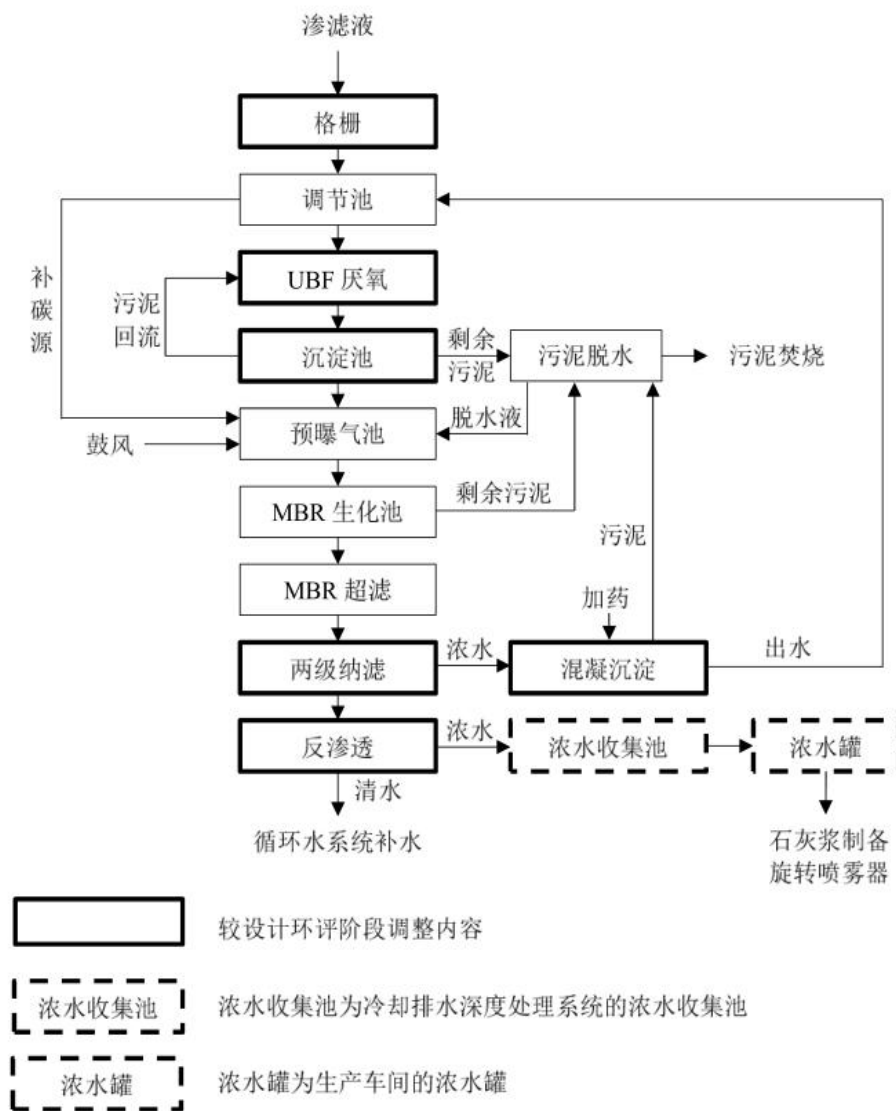 渗滤液
格栅
调节池
补
碳
源
UBF 厌氧
污泥
回流
沉淀池
剩余
污泥
污泥脱水
污泥焚烧
脱水液
预曝气池
鼓风
MBR 生化池
剩余污泥
污泥
MBR 超滤
加药
两级纳滤
浓水
混凝沉淀
出水
反渗透
浓水
浓水收集池
浓水罐
清水
循环水系统补水
石灰浆制备
旋转喷雾器
较设计环评阶段调整内容
浓水收集池
浓水收集池为冷却排水深度处理系统的浓水收集池
浓水罐
浓水罐为生产车间的浓水罐